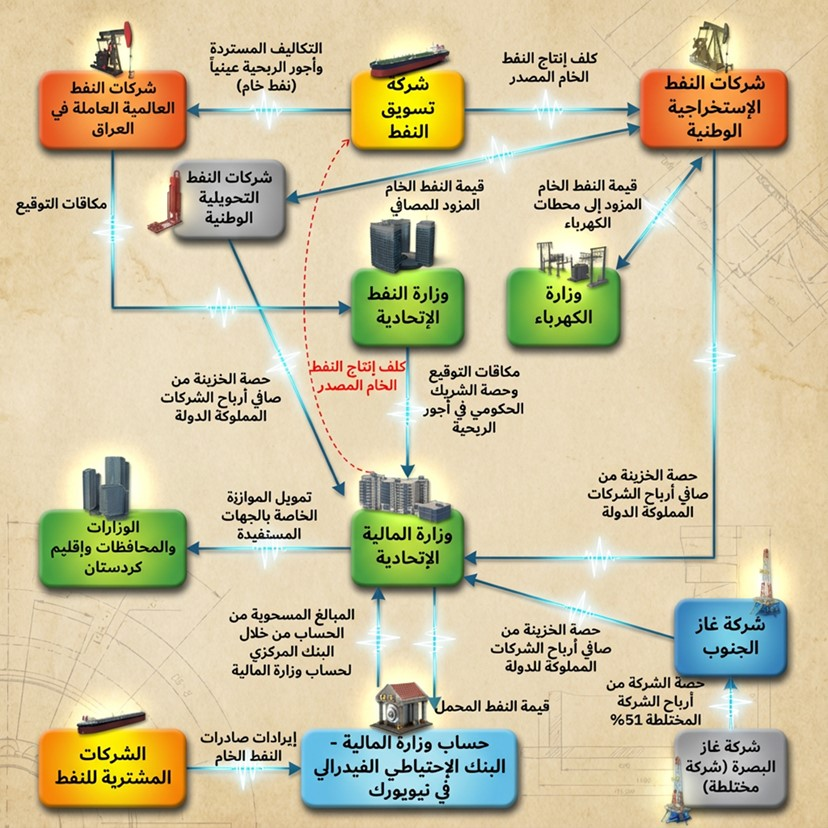 التكاليف المستردة
وأجور الربحية عينياً
(نفط خام)
كلف إنتاج النفط
الخام المصدر
شركات النفط
الإستخراجية
الوطنية
شركة
تسويق
النفط
شركات النفط
العالمية العاملة في
العراق
شركات النفط
التحويلية
الوطنية
قيمة النفط الخام
المزود للمصافي
قيمة النفط الخام
المزود إلى محطات
الكهرباء
مكاقات التوقيع
وزارة النفط
الإتحادية
وزارة
الكهرباء
كلف إنتاج النفط
الخام المصدر
مكاقات التوقيع
وحصة الشريك
الحكومي في أجور
الربحية
حصة الخزينة من
صافي أرباح الشركات
المملوكة الدولة
حصة الخزينة من
صافي أرباح الشركات
المملوكة الدولة
تمويل الموازنة
الخاصة بالجهات
المستفيدة
الوزارات
والمحافظات وإقليم
كردستان
وزارة المالية
الإتحادية
شركة غاز
الجنوب
حصة الخزينة من
صافي أرباح الشركات
المملوكة للدولة
المبالغ المسحوية من
الحساب من خلال
البنك المركزي
لحساب وزارة المالية
قيمة النفط المحمل
حصة الشركة من
أرباح الشركة
المختلطة 51%
شركة غاز
البصرة (شركة
مختلطة)
إيرادات صادرات
النفط الخام
الشركات
المشترية للنفط
حساب وزارة المالية -
البنك الإحتياطي الفيدرالي
في نيويورك